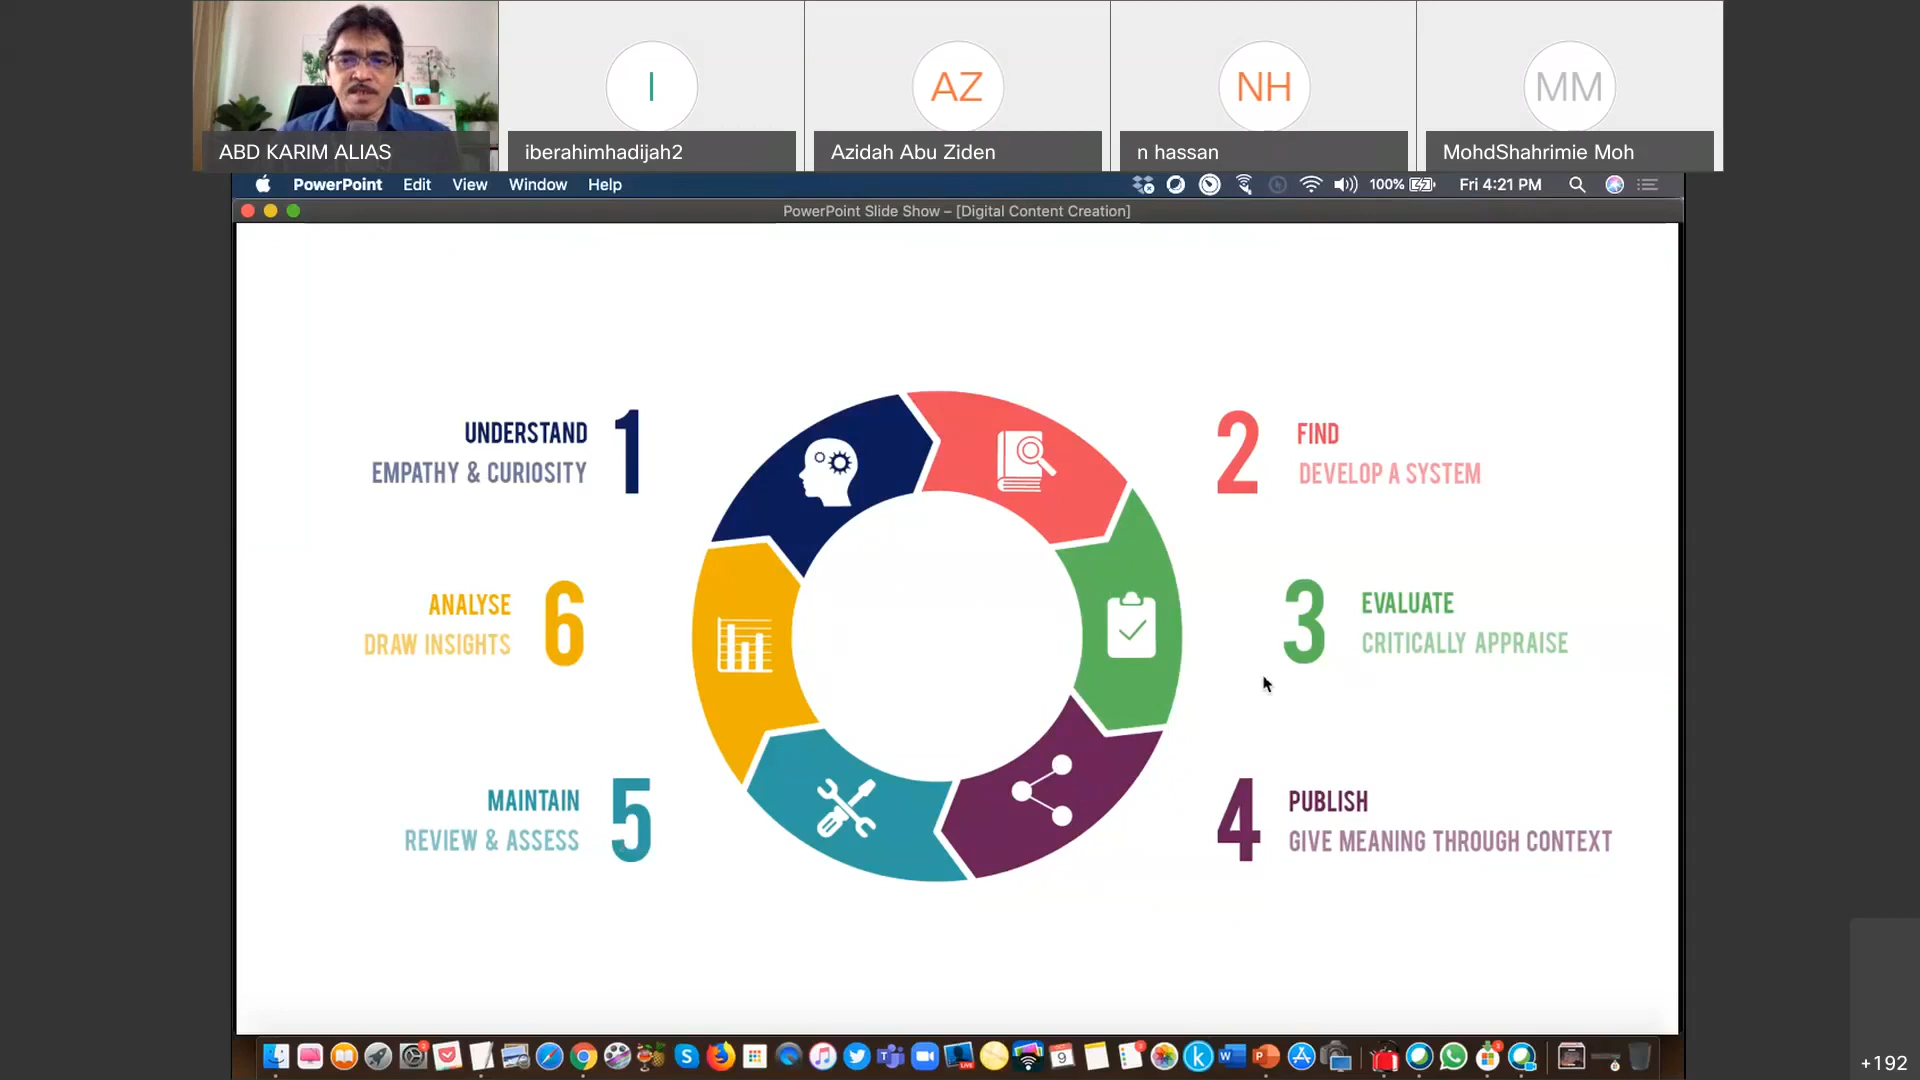 I
AZ
NH
MM
ABD KARIM ALIAS
iberahimhadijah2
Azidah Abu Ziden
n hassan
MohdShahrimie Moh
PowerPoint Edit View Window Help
100%
Fri 4:21 PM
PowerPoint Slide Show – [Digital Content Creation]
UNDERSTAND
EMPATHY & CURIOSITY
1
2
FIND
DEVELOP A SYSTEM
ANALYSE
DRAW INSIGHTS
6
3
EVALUATE
CRITICALLY APPRAISE
MAINTAIN
REVIEW & ASSESS
5
4
PUBLISH
GIVE MEANING THROUGH CONTEXT
9
+192